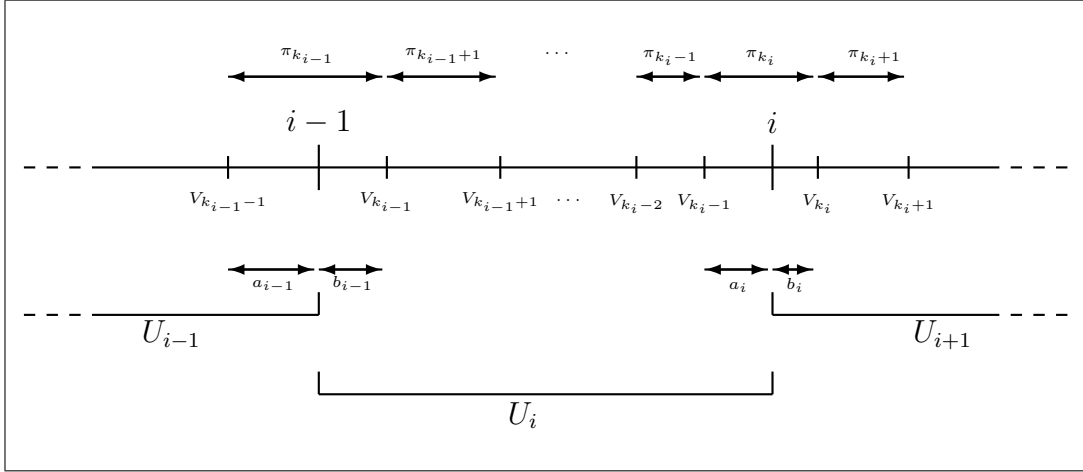 π_{k_{i-1}} π_{k_{i-1}+1} ··· π_{k_i-1} π_{k_i} π_{k_i+1}
i − 1 i
V_{k_{i-1}-1} V_{k_{i-1}} V_{k_{i-1}+1} ··· V_{k_i-2} V_{k_i-1} V_{k_i} V_{k_i+1}
a_{i-1} b_{i-1} a_i b_i
U_{i-1} U_{i+1}
U_i